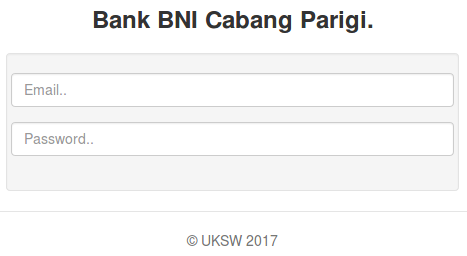 Bank BNI Cabang Parigi.
Email..
Password..
© UKSW 2017